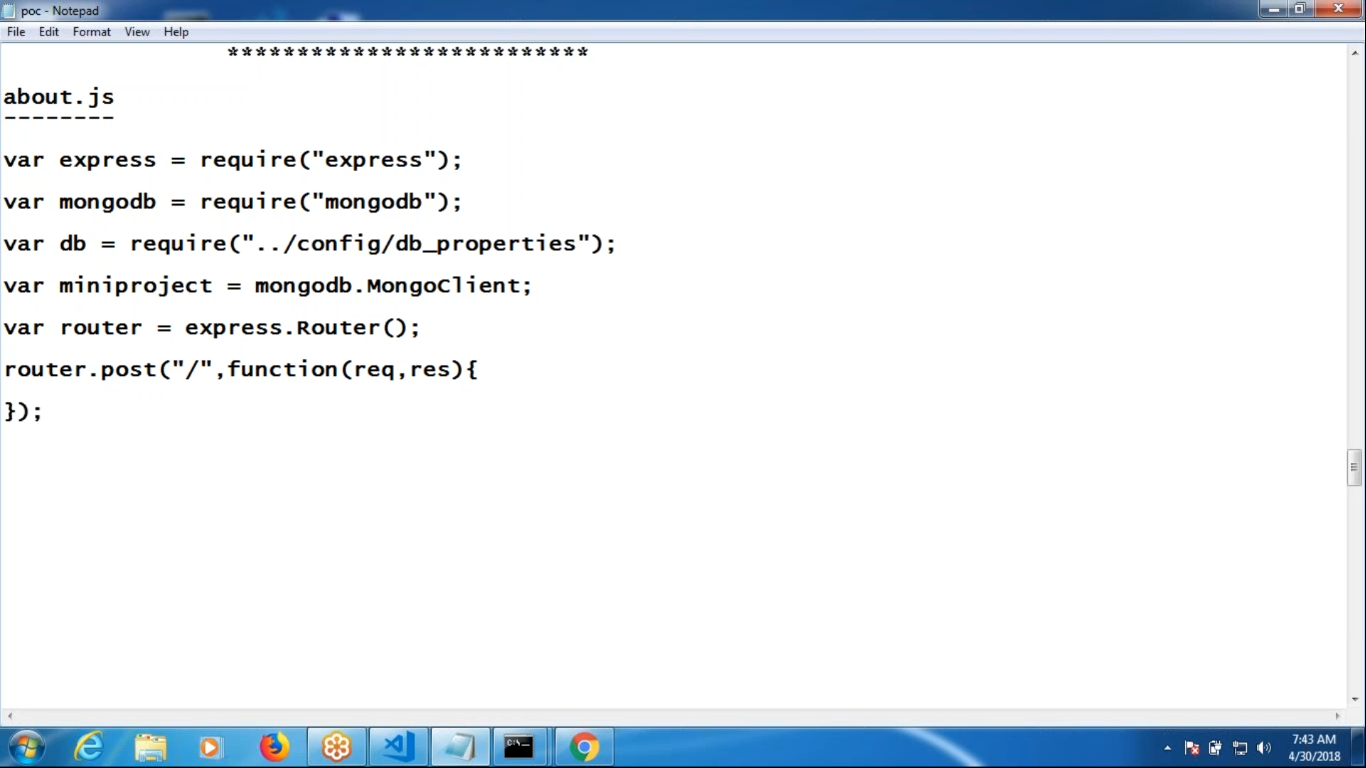 poc - Notepad
File Edit Format View Help
**************************
about.js
--------
var express = require("express");
var mongodb = require("mongodb");
var db = require("../config/db_properties");
var miniproject = mongodb.MongoClient;
var router = express.Router();
router.post("/",function(req,res){
});
7:43 AM
4/30/2018